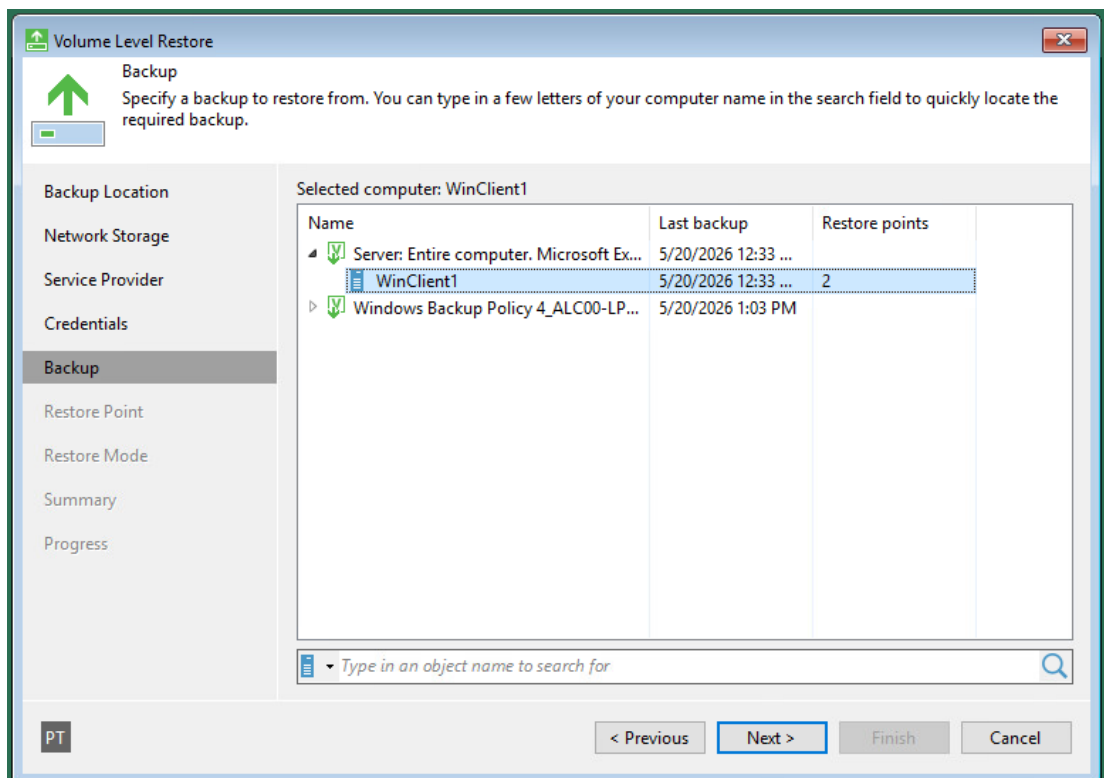 Volume Level Restore
Backup
Specify a backup to restore from. You can type in a few letters of your computer name in the search field to quickly locate the
required backup.
Backup Location
Network Storage
Service Provider
Credentials
Backup
Restore Point
Restore Mode
Summary
Progress
Selected computer: WinClient1
Name Last backup Restore points
Server: Entire computer. Microsoft Ex... 5/20/2026 12:33 ...
WinClient1 5/20/2026 12:33 ... 2
Windows Backup Policy 4_ALC00-LP... 5/20/2026 1:03 PM
Type in an object name to search for
PT
< Previous Next > Finish Cancel